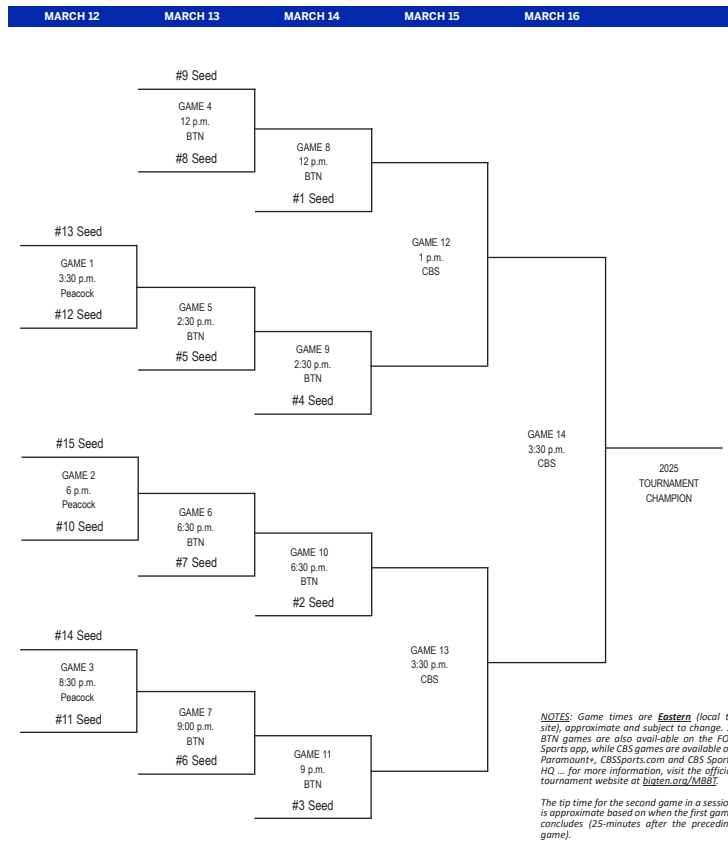 MARCH 12 MARCH 13 MARCH 14 MARCH 15 MARCH 16
#9 Seed
GAME 4
12 p.m.
BTN
#8 Seed
GAME 8
12 p.m.
BTN
#1 Seed
#13 Seed
GAME 1
3:30 p.m.
Peacock
#12 Seed
GAME 5
2:30 p.m.
BTN
#5 Seed
GAME 9
2:30 p.m.
BTN
#4 Seed
GAME 12
1 p.m.
CBS
#15 Seed
GAME 2
6 p.m.
Peacock
#10 Seed
GAME 6
6:30 p.m.
BTN
#7 Seed
GAME 10
6:30 p.m.
BTN
#2 Seed
#14 Seed
GAME 3
8:30 p.m.
Peacock
#11 Seed
GAME 7
9:00 p.m.
BTN
#6 Seed
GAME 11
9 p.m.
BTN
#3 Seed
GAME 13
3:30 p.m.
CBS
GAME 14
3:30 p.m.
CBS
2025
TOURNAMENT
CHAMPION
NOTES: Game times are Eastern (local
site), approximate and subject to change.
BTN games are also avail-able on the
Sports app, while CBS games are available
Paramount+, CBSSports.com and CBS
HQ ... for more information, visit the
tournament website at bigten.org/MBBT.
The tip time for the second game in a
is approximate based on when the first
concludes (25-minutes after the
game).